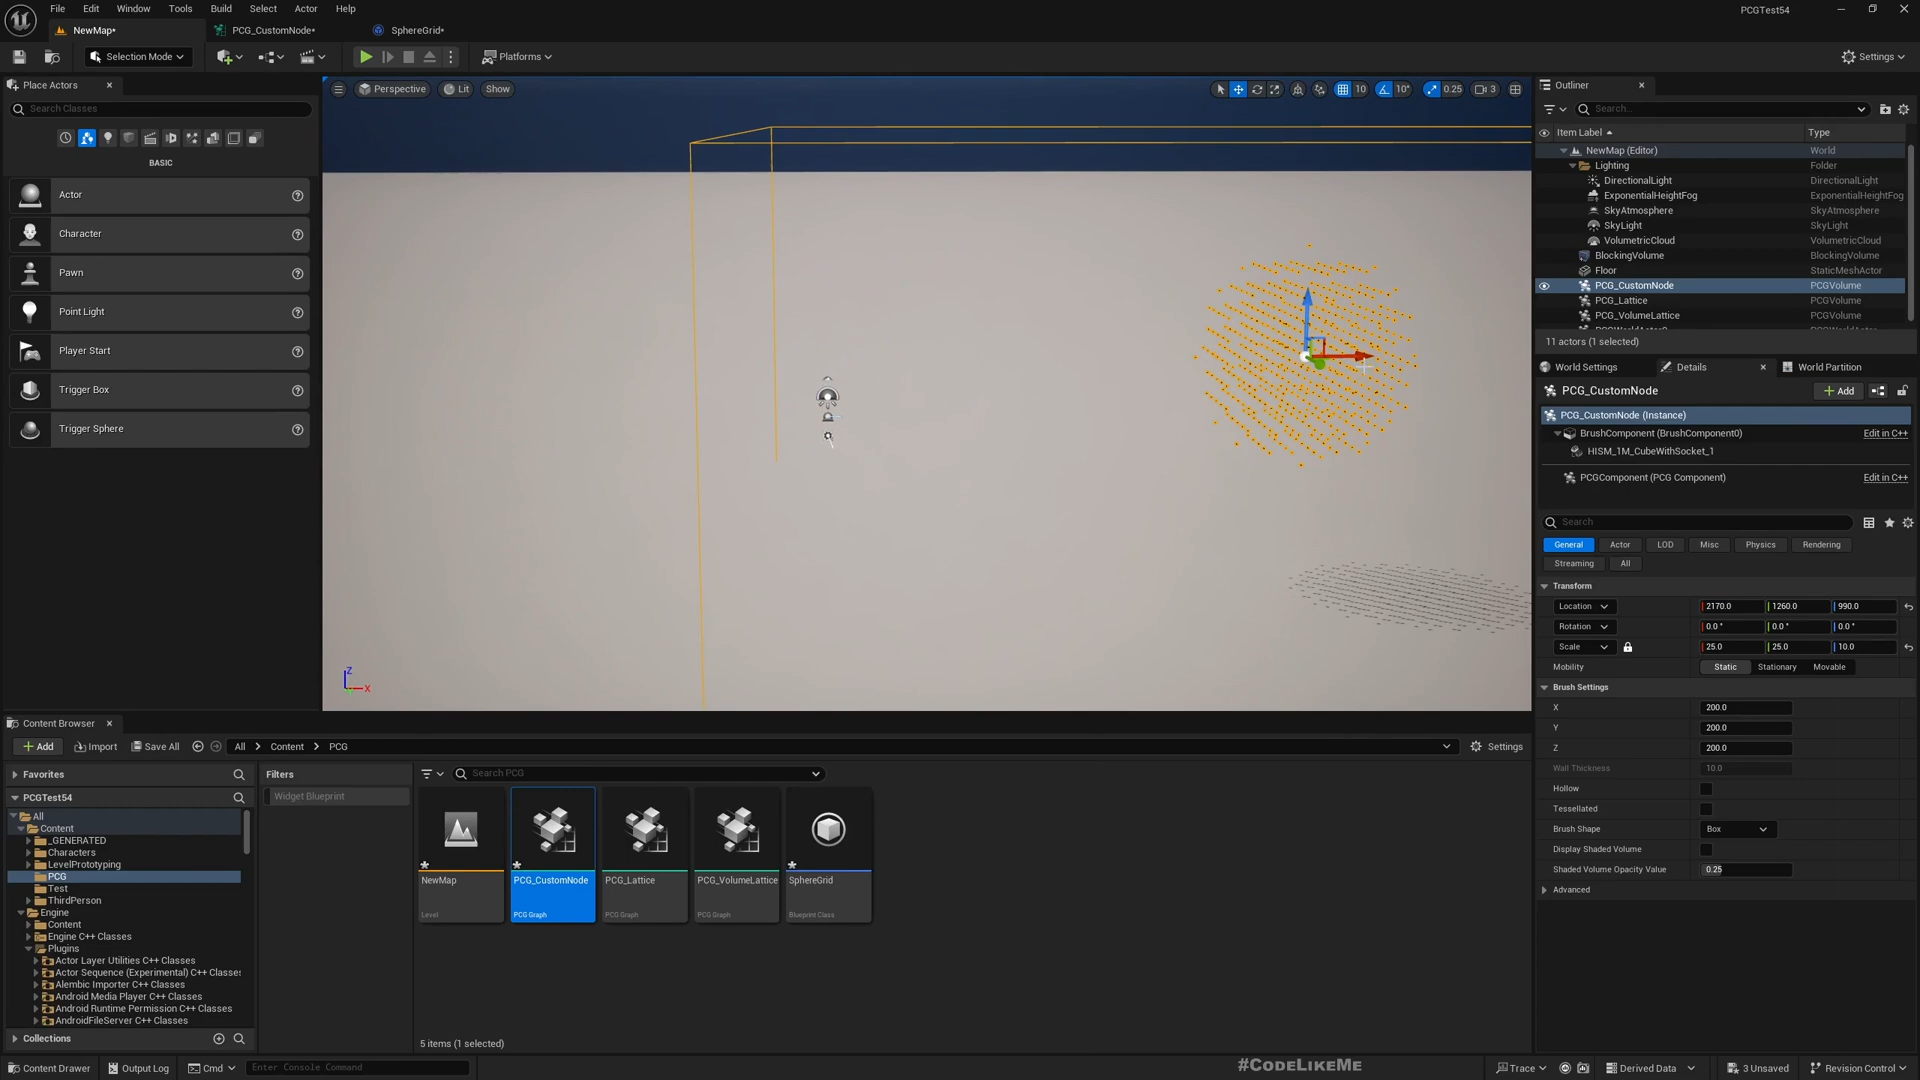 File Edit Window Tools Build Select Actor Help
PCGTest54
NewMap•
PCG_CustomNode•
SphereGrid•
Selection Mode
Platforms
Settings
Place Actors
Search Classes
BASIC
Actor
Character
Pawn
Point Light
Player Start
Trigger Box
Trigger Sphere
Perspective
Lit
Show
10
10°
0.25
3
Z
X
Outliner
Search...
Item Label
Type
NewMap (Editor) World
Lighting Folder
DirectionalLight DirectionalLight
ExponentialHeightFog ExponentialHeightFog
SkyAtmosphere SkyAtmosphere
SkyLight SkyLight
VolumetricCloud VolumetricCloud
BlockingVolume BlockingVolume
Floor StaticMeshActor
PCG_CustomNode PCGVolume
PCG_Lattice PCGVolume
PCG_VolumeLattice PCGVolume
11 actors (1 selected)
World Settings
Details
World Partition
PCG_CustomNode
Add
PCG_CustomNode (Instance)
BrushComponent (BrushComponent0) Edit in C++
HISM_1M_CubeWithSocket_1
PCGComponent (PCG Component) Edit in C++
Search
General Actor LOD Misc Physics Rendering
Streaming All
Transform
Location 2170.0 1260.0 990.0
Rotation 0.0° 0.0° 0.0°
Scale 25.0 25.0 10.0
Mobility Static Stationary Movable
Brush Settings
X 200.0
Y 200.0
Z 200.0
Wall Thickness 10.0
Hollow
Tessellated
Brush Shape Box
Display Shaded Volume
Shaded Volume Opacity Value 0.25
Advanced
Content Browser
Add
Import
Save All
All > Content > PCG
Settings
Favorites
PCGTest54
All
Content
_GENERATED
Characters
LevelPrototyping
PCG
Test
ThirdPerson
Engine
Content
Engine C++ Classes
Plugins
Actor Layer Utilities C++ Classes
Actor Sequence (Experimental) C++ Classes
Alembic Importer C++ Classes
Android Media Player C++ Classes
Android Runtime Permission C++ Classes
AndroidFileServer C++ Classes
Collections
Filters
Widget Blueprint
Search PCG
NewMap
Level
PCG_CustomNode
PCG Graph
PCG_Lattice
PCG Graph
PCG_VolumeLattice
PCG Graph
SphereGrid
Blueprint Class
5 items (1 selected)
Content Drawer
Output Log
Cmd
Enter Console Command
#CODELIKEME
Trace
Derived Data
3 Unsaved
Revision Control